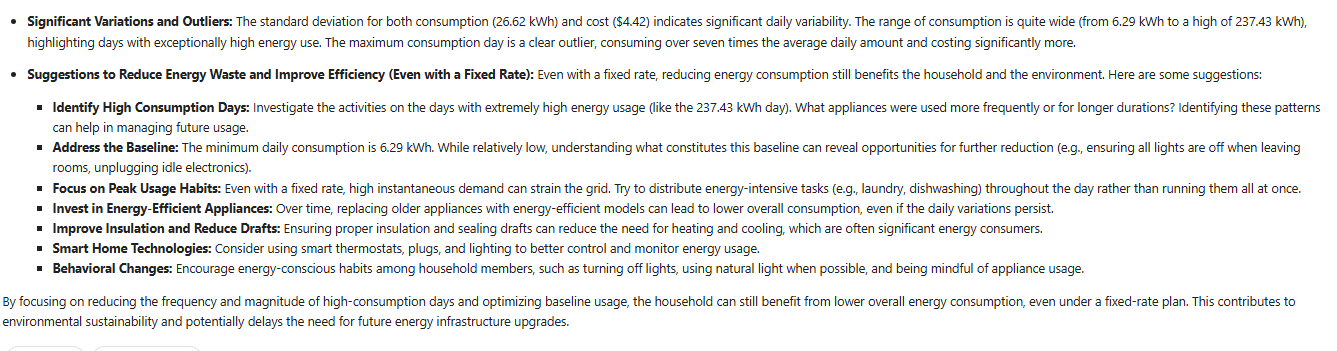 • Significant Variations and Outliers: The standard deviation for both consumption (26.62 kWh) and cost ($4.42) indicates significant daily variability. The range of consumption is quite wide (from 6.29 kWh to a high of 237.43 kWh),
highlighting days with exceptionally high energy use. The maximum consumption day is a clear outlier, consuming over seven times the average daily amount and costing significantly more.
• Suggestions to Reduce Energy Waste and Improve Efficiency (Even with a Fixed Rate): Even with a fixed rate, reducing energy consumption still benefits the household and the environment. Here are some suggestions:
▪ Identify High Consumption Days: Investigate the activities on the days with extremely high energy usage (like the 237.43 kWh day). What appliances were used more frequently or for longer durations? Identifying these patterns
can help in managing future usage.
▪ Address the Baseline: The minimum daily consumption is 6.29 kWh. While relatively low, understanding what constitutes this baseline can reveal opportunities for further reduction (e.g., ensuring all lights are off when leaving
rooms, unplugging idle electronics).
▪ Focus on Peak Usage Habits: Even with a fixed rate, high instantaneous demand can strain the grid. Try to distribute energy-intensive tasks (e.g., laundry, dishwashing) throughout the day rather than running them all at once.
▪ Invest in Energy-Efficient Appliances: Over time, replacing older appliances with energy-efficient models can lead to lower overall consumption, even if the daily variations persist.
▪ Improve Insulation and Reduce Drafts: Ensuring proper insulation and sealing drafts can reduce the need for heating and cooling, which are often significant energy consumers.
▪ Smart Home Technologies: Consider using smart thermostats, plugs, and lighting to better control and monitor energy usage.
▪ Behavioral Changes: Encourage energy-conscious habits among household members, such as turning off lights, using natural light when possible, and being mindful of appliance usage.
By focusing on reducing the frequency and magnitude of high-consumption days and optimizing baseline usage, the household can still benefit from lower overall energy consumption, even under a fixed-rate plan. This contributes to
environmental sustainability and potentially delays the need for future energy infrastructure upgrades.